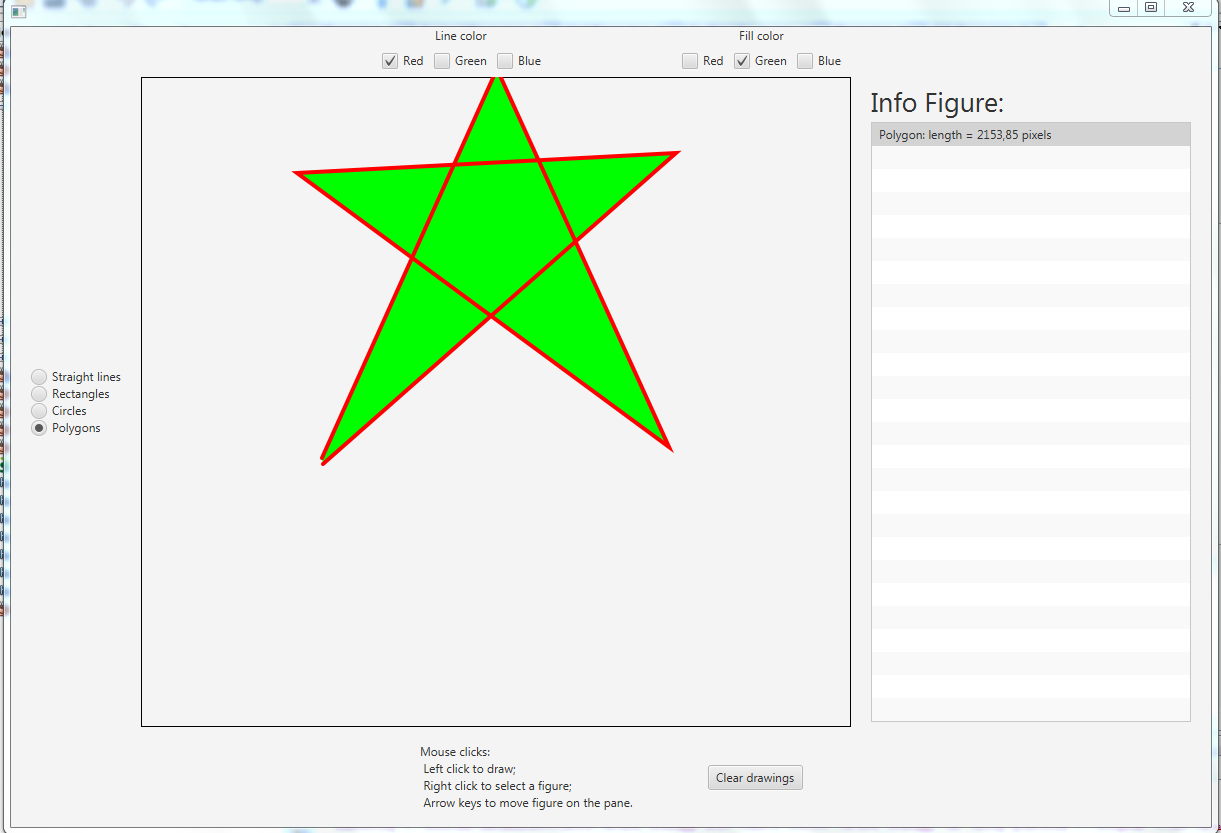 Line color
Fill color
Red Green Blue
Red Green Blue
Info Figure:
Polygon: length = 2153,85 pixels
Straight lines
Rectangles
Circles
Polygons
Mouse clicks:
Left click to draw;
Right click to select a figure;
Arrow keys to move figure on the pane.
Clear drawings